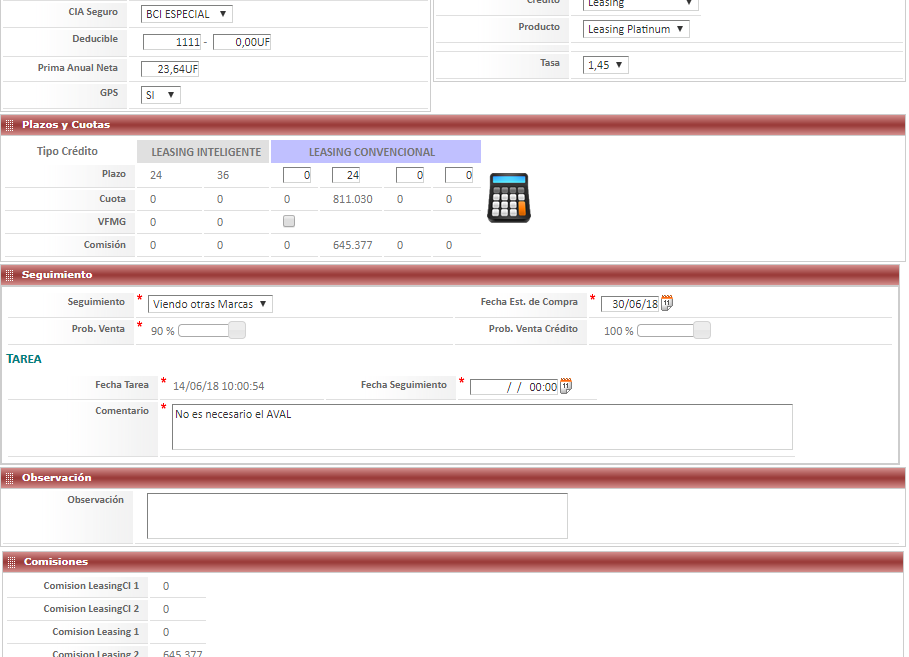 CIA Seguro BCI ESPECIAL
Deducible 1111 - 0,00UF
Prima Anual Neta 23,64UF
GPS SI
Crédito Leasing
Producto Leasing Platinum
Tasa 1,45
Plazos y Cuotas
Tipo Crédito LEASING INTELIGENTE LEASING CONVENCIONAL
Plazo 24 36 0 24 0 0
Cuota 0 0 0 811.030 0 0
VFMG 0 0
Comisión 0 0 0 645.377 0 0
Seguimiento
Seguimiento * Viendo otras Marcas Fecha Est. de Compra * 30/06/18
Prob. Venta * 90 % Prob. Venta Crédito 100 %
TAREA
Fecha Tarea * 14/06/18 10:00:54 Fecha Seguimiento * / / 00:00
Comentario * No es necesario el AVAL
Observación
Observación
Comisiones
Comision LeasingCI 1 0
Comision LeasingCI 2 0
Comision Leasing 1 0
Comision Leasing 2 645.377